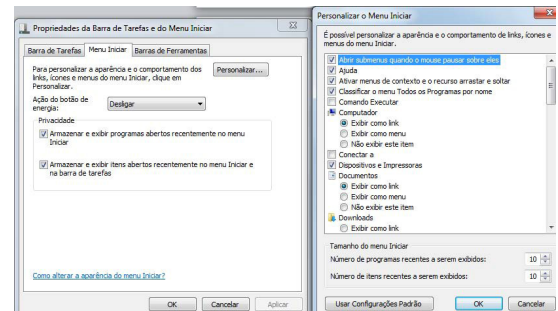 Propriedades da Barra de Tarefas e do Menu Iniciar
Barra de Tarefas
Menu Iniciar
Barras de Ferramentas
Para personalizar a aparência e o comportamento dos
links, ícones e menus do menu Iniciar, clique em
Personalizar.
Personalizar...
Ação do botão de
energia:
Desligar
Privacidade
Armazenar e exibir programas abertos recentemente no menu
Iniciar
Armazenar e exibir itens abertos recentemente no menu Iniciar e
na barra de tarefas
Como alterar a aparência do menu Iniciar?
OK
Cancelar
Aplicar
Personalizar o Menu Iniciar
É possível personalizar a aparência e o comportamento de links, ícones e
menus do menu Iniciar.
Abrir submenus quando o mouse pausar sobre eles
Ajuda
Ativar menus de contexto e o recurso arrastar e soltar
Classificar o menu Todos os Programas por nome
Comando Executar
Computador
Exibir como link
Exibir como menu
Não exibir este item
Conectar a
Dispositivos e Impressoras
Documentos
Exibir como link
Exibir como menu
Não exibir este item
Downloads
Exibir como link
Tamanho do menu Iniciar
Número de programas recentes a serem exibidos:
10
Número de itens recentes a serem exibidos:
10
Usar Configurações Padrão
OK
Cancelar